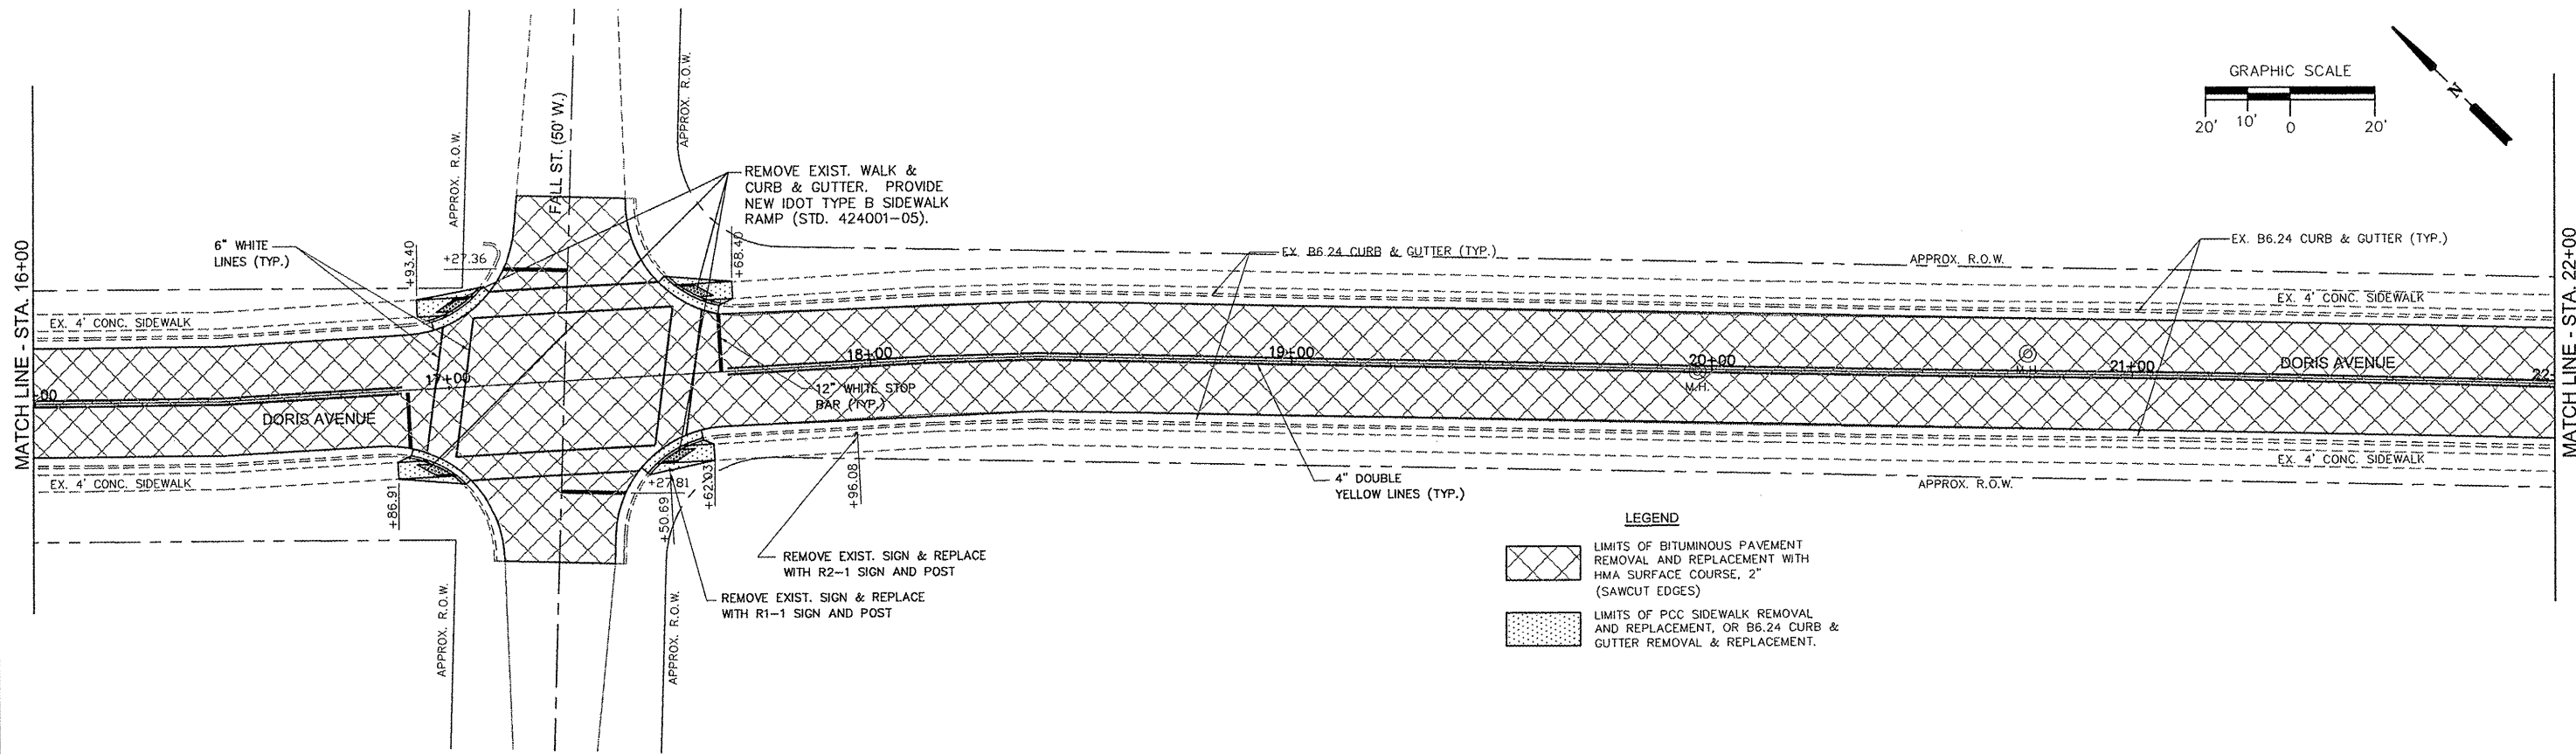 MATCH LINE - STA. 16+00
APPROX. R.O.W.
FALL ST. (50' W.)
APPROX. R.O.W.
GRAPHIC SCALE
20' 10' 0 20'
N
REMOVE EXIST. WALK &
CURB & GUTTER. PROVIDE
NEW IDOT TYPE B SIDEWALK
RAMP (STD. 424001-05).
6" WHITE
LINES (TYP.)
+93.40
+27.36
+68.40
EX. B6.24 CURB & GUTTER (TYP.)
APPROX. R.O.W.
EX. B6.24 CURB & GUTTER (TYP.)
EX. 4' CONC. SIDEWALK
EX. 4' CONC. SIDEWALK
MATCH LINE - STA. 22+00
-00
17+00
18+00
19+00
20+00
M.H.
M.H.
21+00
DORIS AVENUE
22-
DORIS AVENUE
12" WHITE STOP
BAR (TYP.)
EX. 4' CONC. SIDEWALK
EX. 4' CONC. SIDEWALK
+86.91
+27.81
+50.69
+62.03
+96.08
4" DOUBLE
YELLOW LINES (TYP.)
APPROX. R.O.W.
REMOVE EXIST. SIGN & REPLACE
WITH R2-1 SIGN AND POST
REMOVE EXIST. SIGN & REPLACE
WITH R1-1 SIGN AND POST
APPROX. R.O.W.
APPROX. R.O.W.
LEGEND
LIMITS OF BITUMINOUS PAVEMENT
REMOVAL AND REPLACEMENT WITH
HMA SURFACE COURSE, 2"
(SAWCUT EDGES)
LIMITS OF PCC SIDEWALK REMOVAL
AND REPLACEMENT, OR B6.24 CURB &
GUTTER REMOVAL & REPLACEMENT.